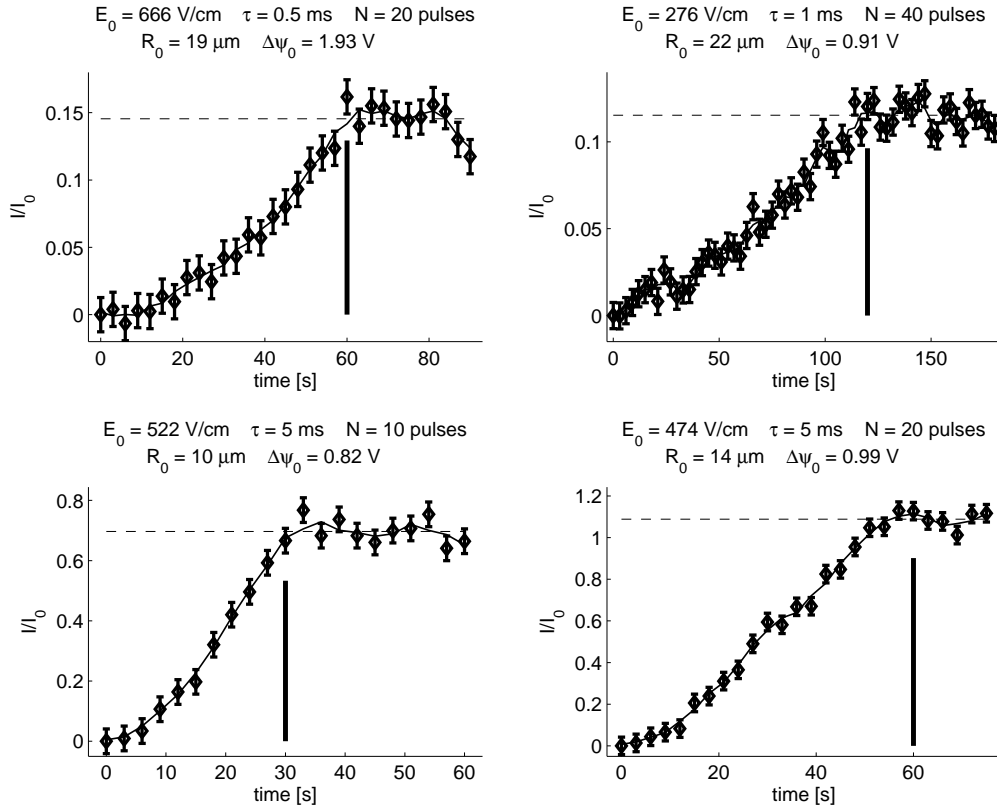 E₀ = 666 V/cm τ = 0.5 ms N = 20 pulses
R₀ = 19 μm Δψ₀ = 1.93 V
0.15
0.1
0.05
0
I/I₀
0 20 40 60 80
time [s]
E₀ = 276 V/cm τ = 1 ms N = 40 pulses
R₀ = 22 μm Δψ₀ = 0.91 V
0.1
0.05
0
I/I₀
0 50 100 150
time [s]
E₀ = 522 V/cm τ = 5 ms N = 10 pulses
R₀ = 10 μm Δψ₀ = 0.82 V
0.8
0.6
0.4
0.2
0
I/I₀
0 10 20 30 40 50 60
time [s]
E₀ = 474 V/cm τ = 5 ms N = 20 pulses
R₀ = 14 μm Δψ₀ = 0.99 V
1.2
1
0.8
0.6
0.4
0.2
0
I/I₀
0 20 40 60
time [s]